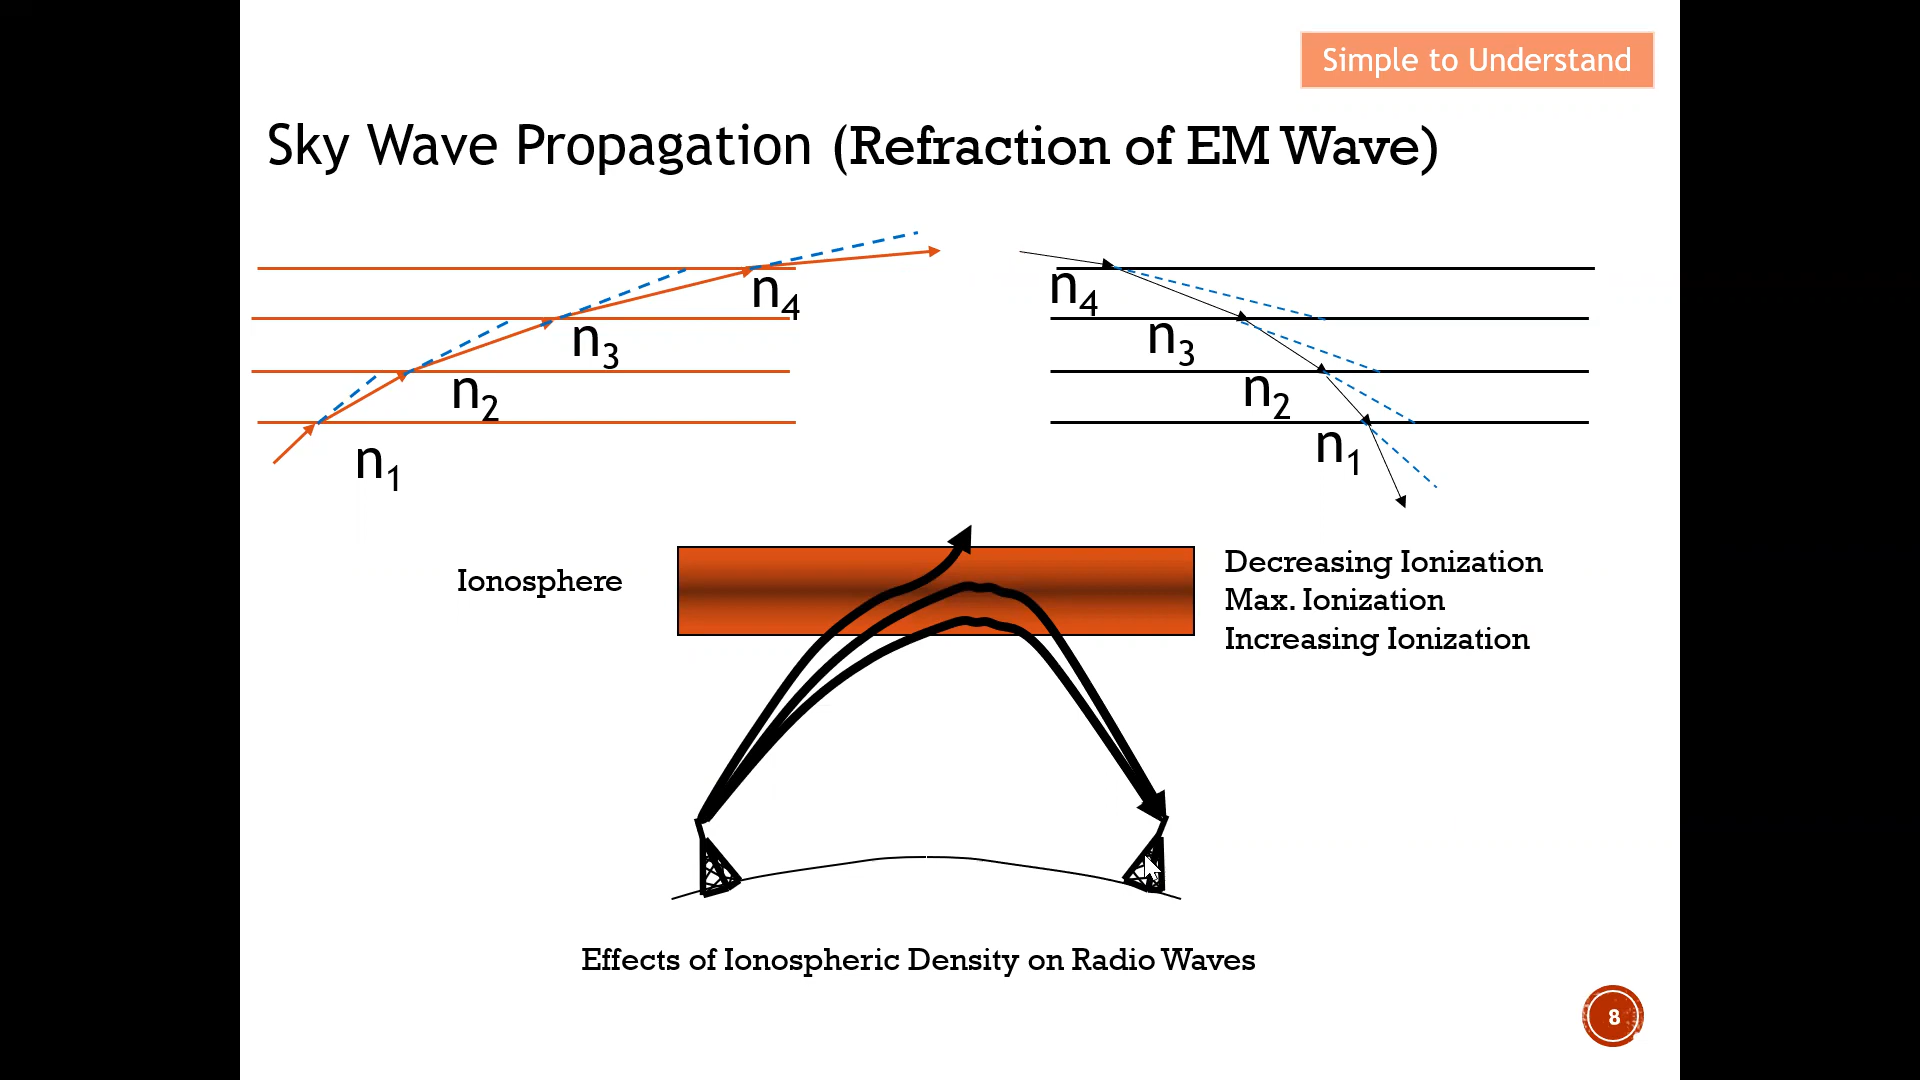 Simple to Understand
Sky Wave Propagation (Refraction of EM Wave)
n4
n3
n2
n1
n4
n3
n2
n1
Ionosphere
Decreasing Ionization
Max. Ionization
Increasing Ionization
Effects of Ionospheric Density on Radio Waves
8